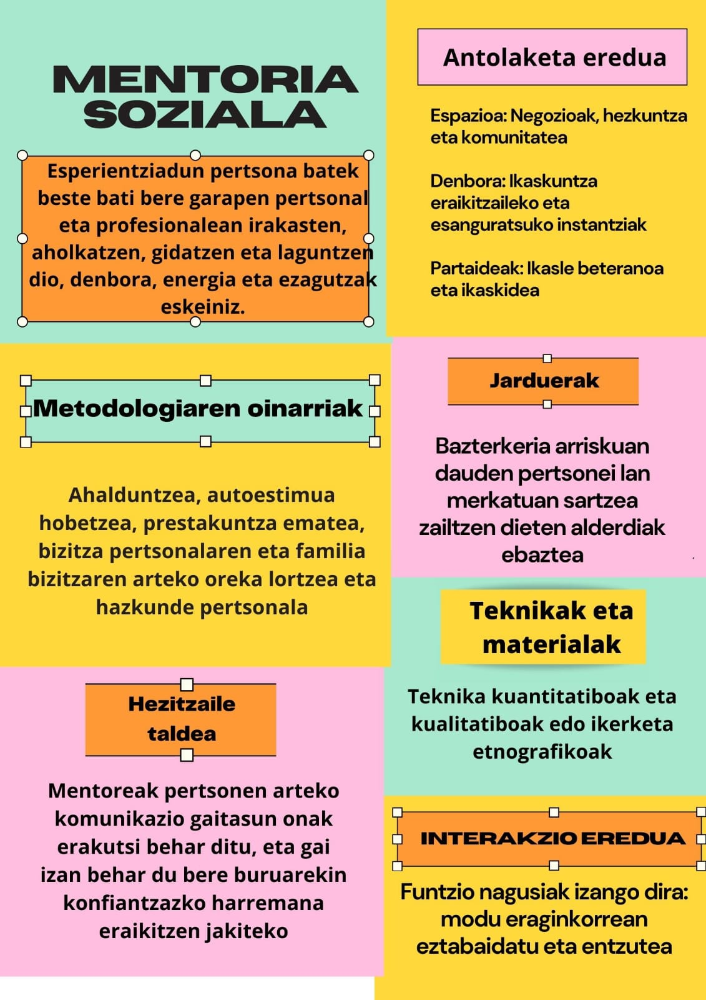 MENTORIA
SOZIALA
Esperientziadun pertsona batek
beste bati bere garapen pertsonal
eta profesionalean irakasten,
aholkatzen, gidatzen eta laguntzen
dio, denbora, energia eta ezagutzak
eskeiniz.
Antolaketa eredua
Espazioa: Negozioak, hezkuntza
eta komunitatea
Denbora: Ikaskuntza
eraikitzaileko eta
esanguratsuko instantziak
Partaideak: Ikasle beteranoa
eta ikaskidea
Metodologiaren oinarriak
Ahalduntzea, autoestimua
hobetzea, prestakuntza ematea,
bizitza pertsonalaren eta familia
bizitzaren arteko oreka lortzea eta
hazkunde pertsonala
Jarduerak
Bazterkeria arriskuan
dauden pertsonei lan
merkatuan sartzea
zailtzen dieten alderdiak
ebaztea
Teknikak eta
materialak
Teknika kuantitatiboak eta
kualitatiboak edo ikerketa
etnografikoak
Hezitzaile
taldea
Mentoreak pertsonen arteko
komunikazio gaitasun onak
erakutsi behar ditu, eta gai
izan behar du bere buruarekin
konfiantzazko harremana
eraikitzen jakiteko
INTERAKZIO EREDUA
Funtzio nagusiak izango dira:
modu eraginkorrean
eztabaidatu eta entzutea